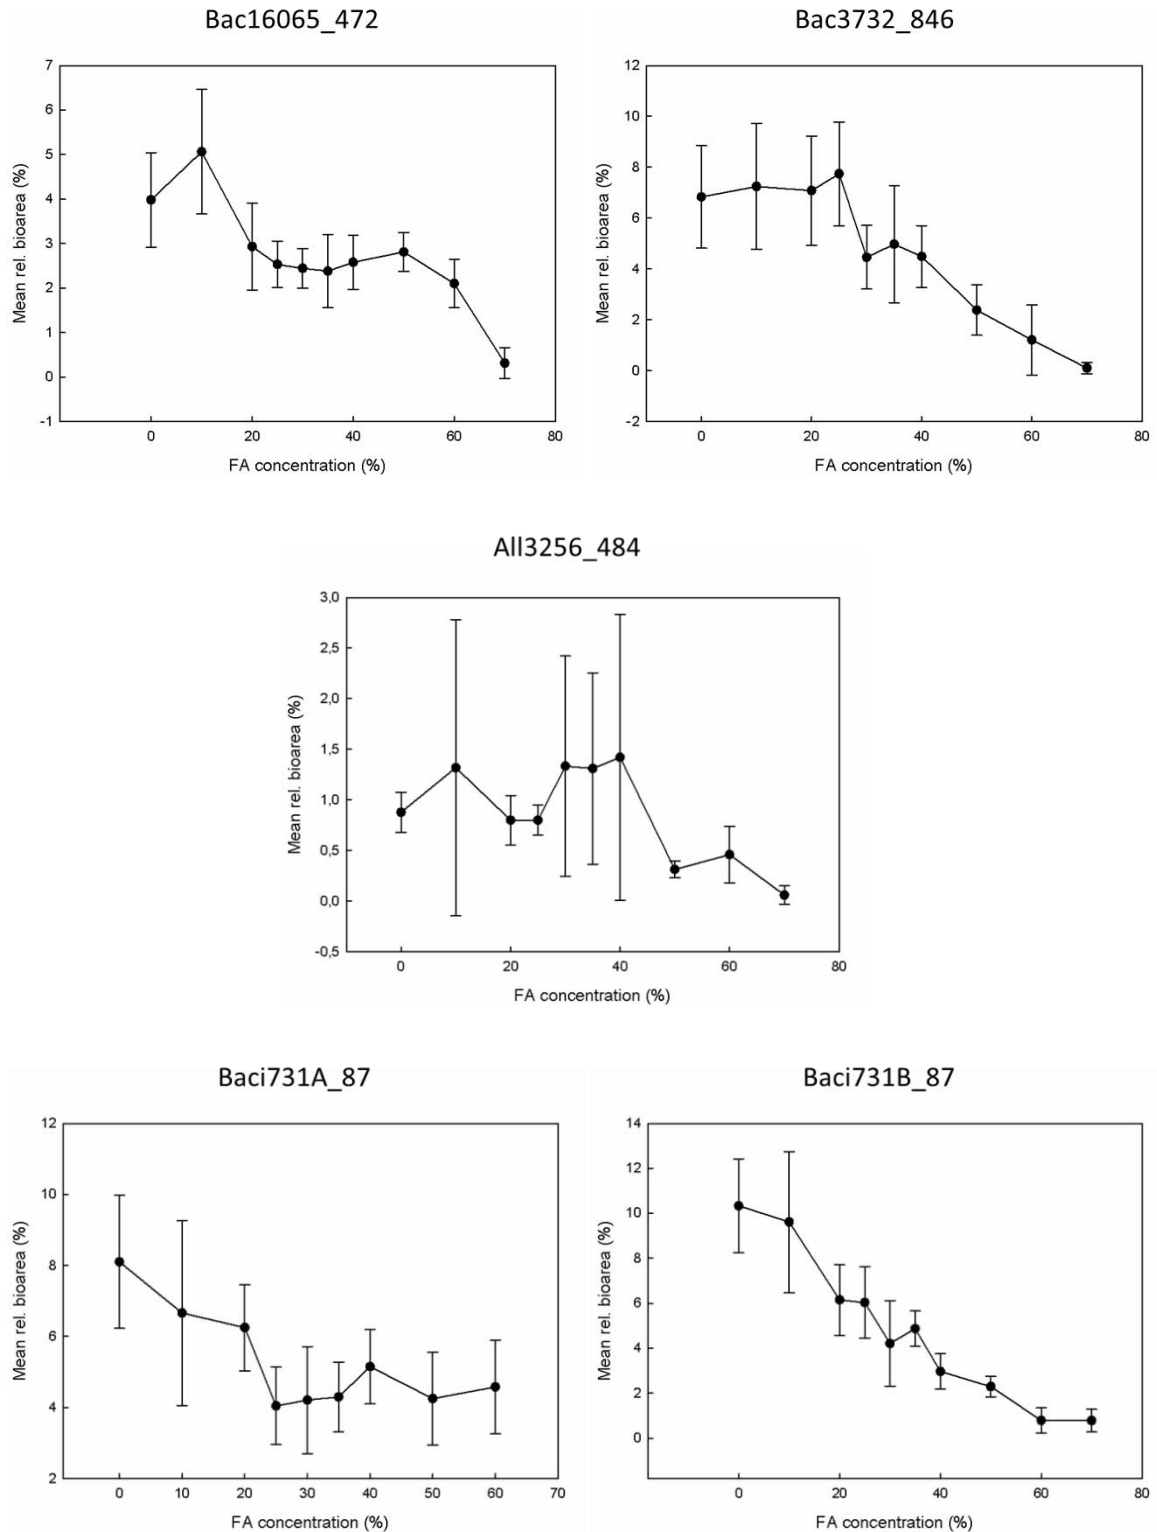 Bac16065_472
Bac3732_846
7
6
5
4
3
2
1
0
-1
Mean rel. bioarea (%)
0 20 40 60 80
FA concentration (%)
12
10
8
6
4
2
0
-2
Mean rel. bioarea (%)
0 20 40 60 80
FA concentration (%)
All3256_484
3,0
2,5
2,0
1,5
1,0
0,5
0,0
-0,5
Mean rel. bioarea (%)
0 20 40 60 80
FA concentration (%)
Baci731A_87
Baci731B_87
12
10
8
6
4
2
Mean rel. bioarea (%)
0 10 20 30 40 50 60 70
FA concentration (%)
14
12
10
8
6
4
2
0
Mean rel. bioarea (%)
0 20 40 60 80
FA concentration (%)